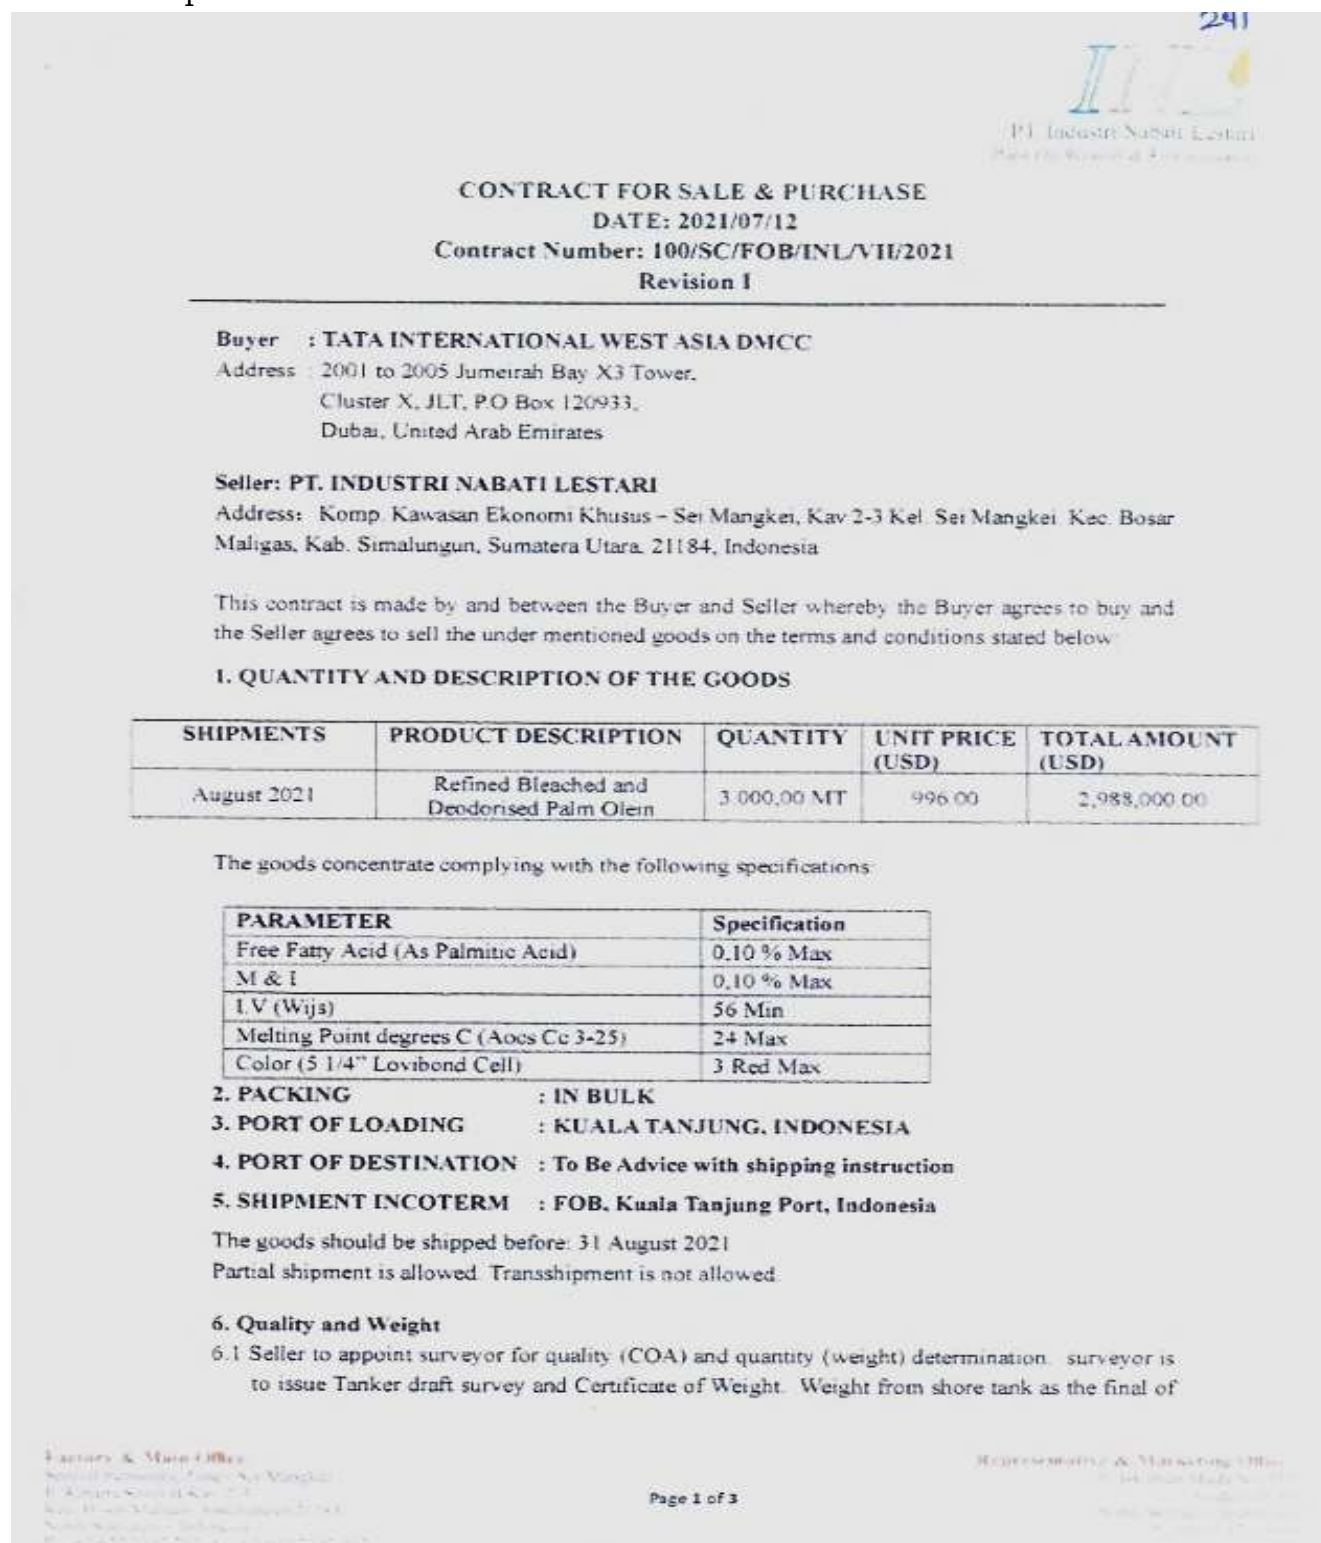 241
PT. Industri Nabati Lestari
CONTRACT FOR SALE & PURCHASE
DATE: 2021/07/12
Contract Number: 100/SC/FOB/INL/VII/2021
Revision I
Buyer : TATA INTERNATIONAL WEST ASIA DMCC
Address : 2001 to 2005 Jumeirah Bay X3 Tower,
Cluster X, JLT, P.O Box 120933,
Dubai, United Arab Emirates
Seller: PT. INDUSTRI NABATI LESTARI
Address: Komp. Kawasan Ekonomi Khusus – Sei Mangkei, Kav 2-3 Kel. Sei Mangkei. Kec. Bosar
Maligas, Kab. Simalungun, Sumatera Utara. 21184, Indonesia
This contract is made by and between the Buyer and Seller whereby the Buyer agrees to buy and
the Seller agrees to sell the under mentioned goods on the terms and conditions stated below
1. QUANTITY AND DESCRIPTION OF THE GOODS
SHIPMENTS PRODUCT DESCRIPTION QUANTITY UNIT PRICE (USD) TOTAL AMOUNT (USD)
August 2021 Refined Bleached and Deodorised Palm Olein 3.000,00 MT 996.00 2,988,000.00
The goods concentrate complying with the following specifications:
PARAMETER Specification
Free Fatty Acid (As Palmitic Acid) 0,10 % Max
M & I 0,10 % Max
I.V (Wijs) 56 Min
Melting Point degrees C (Aocs Cc 3-25) 24 Max
Color (5 1/4" Lovibond Cell) 3 Red Max
2. PACKING : IN BULK
3. PORT OF LOADING : KUALA TANJUNG, INDONESIA
4. PORT OF DESTINATION : To Be Advice with shipping instruction
5. SHIPMENT INCOTERM : FOB, Kuala Tanjung Port, Indonesia
The goods should be shipped before: 31 August 2021
Partial shipment is allowed. Transshipment is not allowed.
6. Quality and Weight
6.1 Seller to appoint surveyor for quality (COA) and quantity (weight) determination. surveyor is
to issue Tanker draft survey and Certificate of Weight. Weight from shore tank as the final of
Factory & Main Office
Representative & Marketing Office
Page 1 of 3